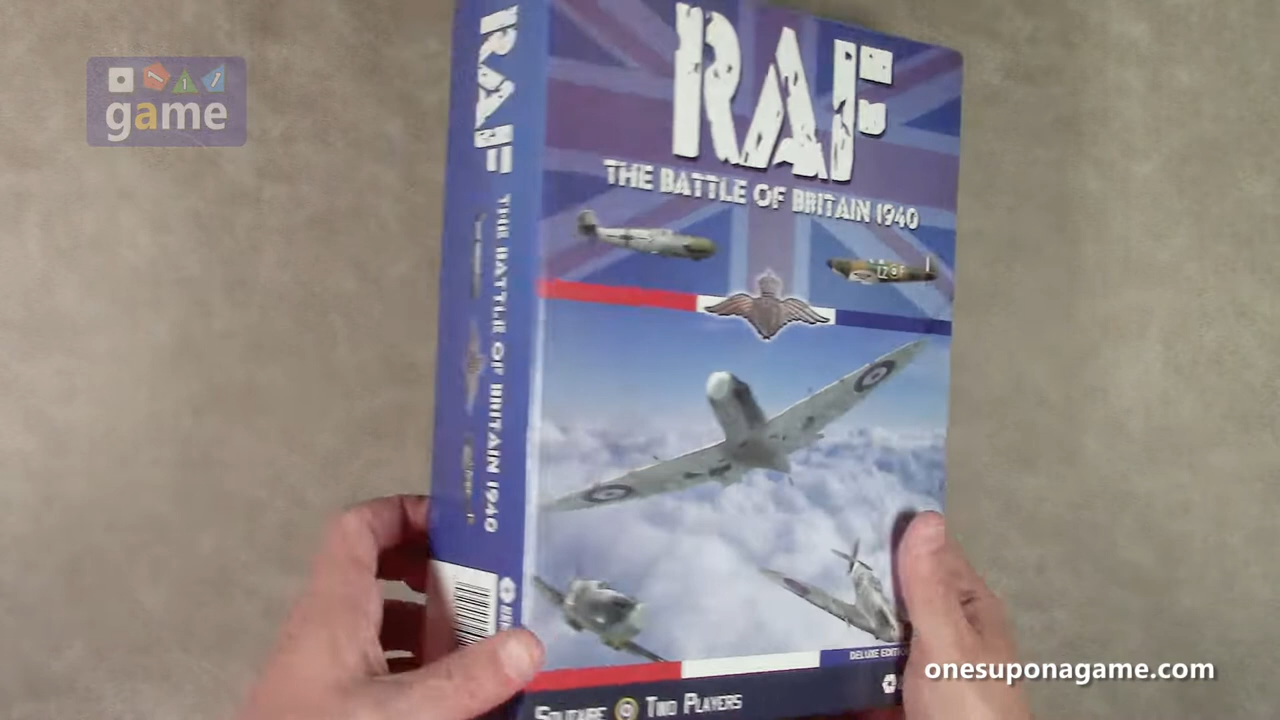 game
RAF
THE BATTLE OF BRITAIN 1940
RAF
THE BATTLE OF BRITAIN 1940
DELUXE EDITIO
SOLITAIRE TWO PLAYERS
onesuponagame.com